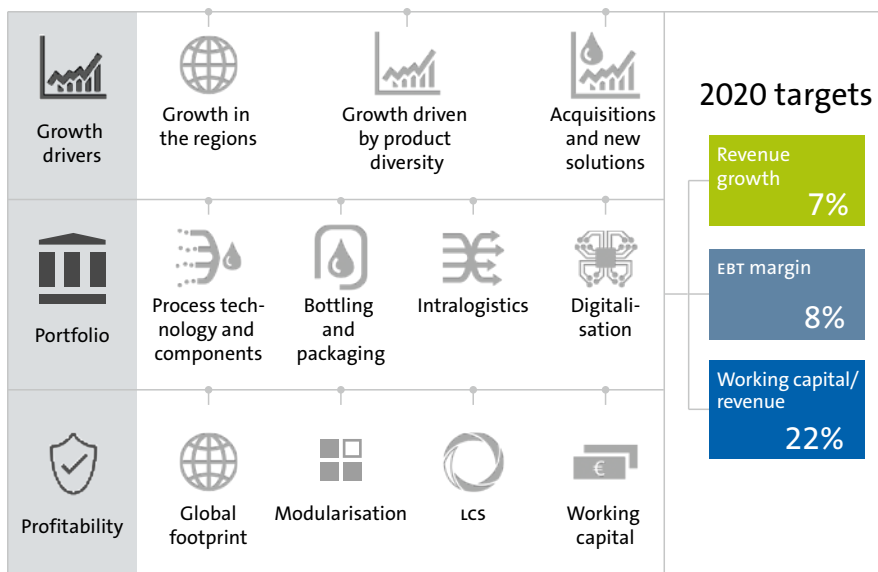 Growth
drivers
Growth in
the regions
Growth driven
by product
diversity
Acquisitions
and new
solutions
Portfolio
Process tech-
nology and
components
Bottling
and
packaging
Intralogistics
Digitali-
sation
Profitability
Global
footprint
Modularisation
LCS
€
Working
capital
2020 targets
Revenue
growth
7%
EBT margin
8%
Working capital/
revenue
22%